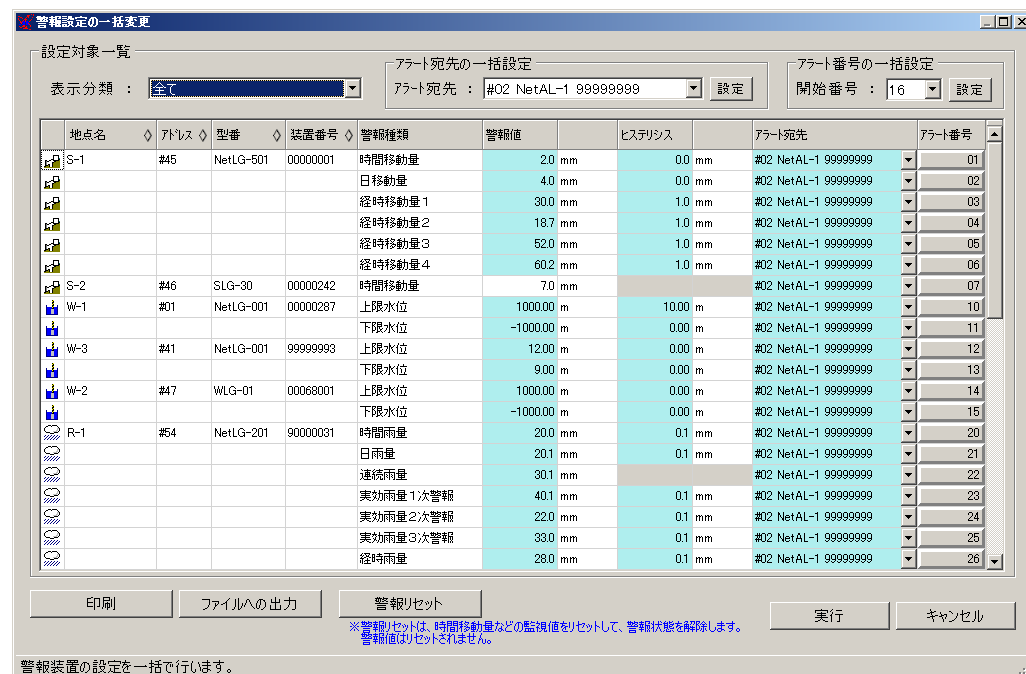 警報設定の一括変更
設定対象一覧
表示分類 ： 全て
アラート宛先の一括設定
アラート宛先 ： #02 NetAL-1 99999999 設定
アラート番号の一括設定
開始番号 ： 16 設定
地点名 アドレス 型番 装置番号 警報種類 警報値 ヒステリシス アラート宛先 アラート番号
S-1 #45 NetLG-501 00000001 時間移動量 2.0 mm 0.0 mm #02 NetAL-1 99999999 01
日移動量 4.0 mm 0.0 mm #02 NetAL-1 99999999 02
経時移動量1 30.0 mm 1.0 mm #02 NetAL-1 99999999 03
経時移動量2 18.7 mm 1.0 mm #02 NetAL-1 99999999 04
経時移動量3 52.0 mm 1.0 mm #02 NetAL-1 99999999 05
経時移動量4 60.2 mm 1.0 mm #02 NetAL-1 99999999 06
S-2 #46 SLG-30 00000242 時間移動量 7.0 mm #02 NetAL-1 99999999 07
W-1 #01 NetLG-001 00000287 上限水位 1000.00 m 10.00 m #02 NetAL-1 99999999 10
下限水位 -1000.00 m 0.00 m #02 NetAL-1 99999999 11
W-3 #41 NetLG-001 99999993 上限水位 12.00 m 0.00 m #02 NetAL-1 99999999 12
下限水位 9.00 m 0.00 m #02 NetAL-1 99999999 13
W-2 #47 WLG-01 00068001 上限水位 1000.00 m 0.00 m #02 NetAL-1 99999999 14
下限水位 -1000.00 m 0.00 m #02 NetAL-1 99999999 15
R-1 #54 NetLG-201 90000031 時間雨量 20.0 mm 0.1 mm #02 NetAL-1 99999999 20
日雨量 20.1 mm 0.1 mm #02 NetAL-1 99999999 21
連続雨量 30.1 mm #02 NetAL-1 99999999 22
実効雨量1次警報 40.1 mm 0.1 mm #02 NetAL-1 99999999 23
実効雨量2次警報 22.0 mm 0.1 mm #02 NetAL-1 99999999 24
実効雨量3次警報 33.0 mm 0.1 mm #02 NetAL-1 99999999 25
経時雨量 28.0 mm 0.1 mm #02 NetAL-1 99999999 26
印刷 ファイルへの出力 警報リセット 実行 キャンセル
※警報リセットは、時間移動量などの監視値をリセットして、警報状態を解除します。
警報値はリセットされません。
警報装置の設定を一括で行います。